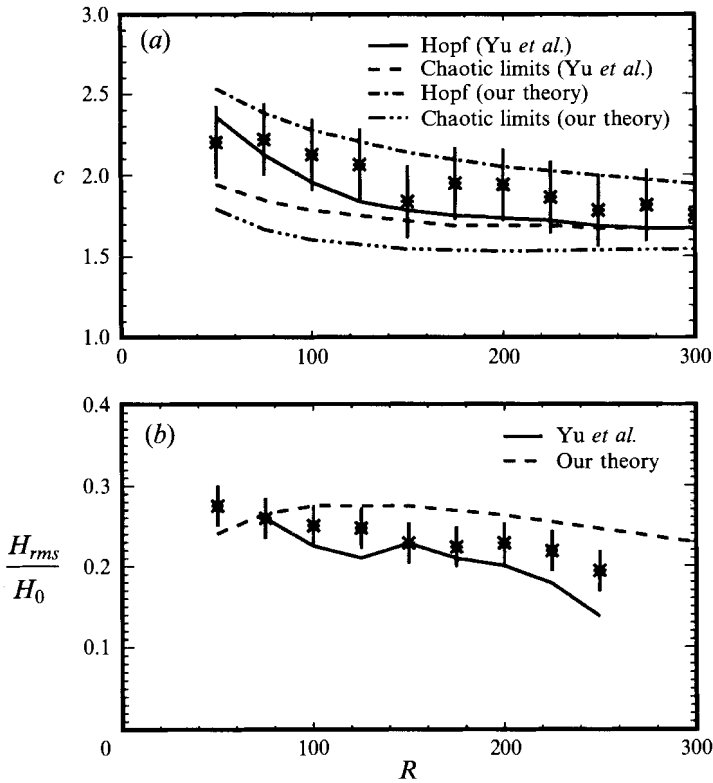 3.0
(a)
Hopf (Yu et al.)
Chaotic limits (Yu et al.)
Hopf (our theory)
Chaotic limits (our theory)
2.5
c
2.0
1.5
1.0
0
100
200
300
0.4
(b)
Yu et al.
Our theory
0.3
H_rms
H_0
0.2
0.1
0
100
200
300
R